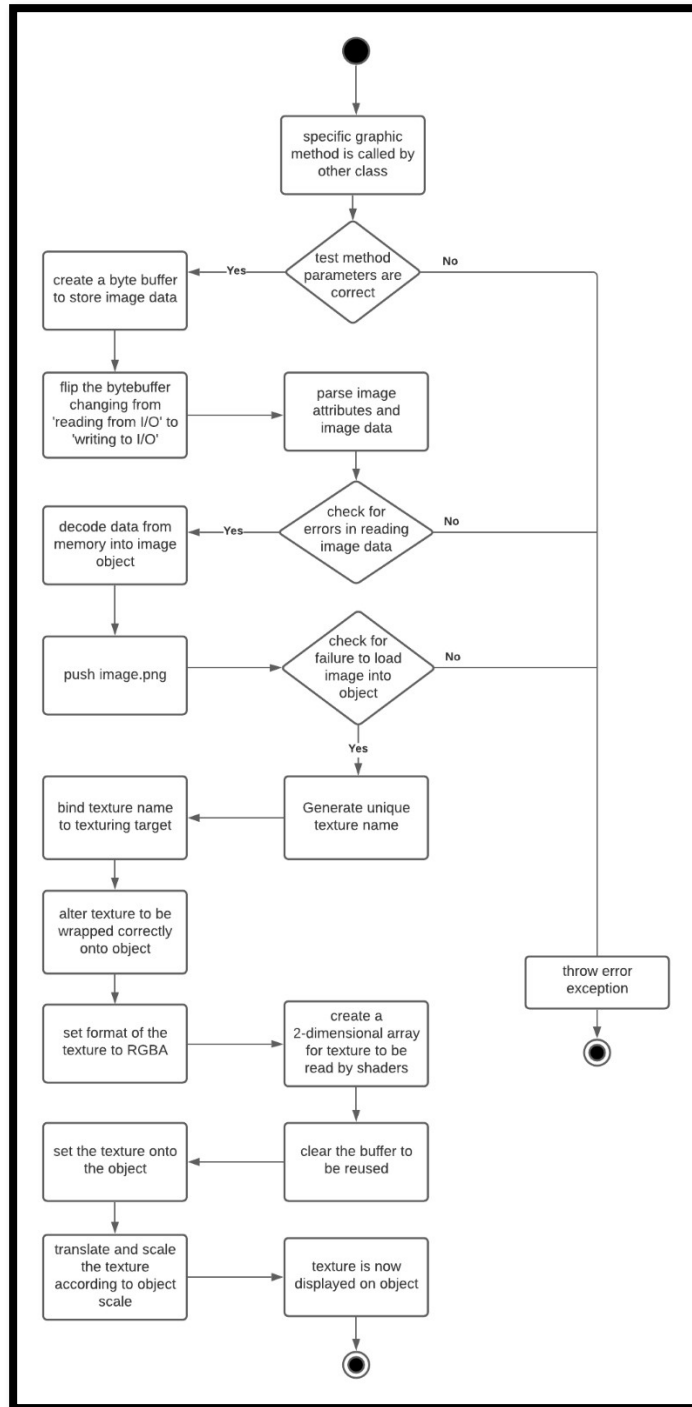 specific graphic
method is called by
other class
test method
parameters are
correct
Yes
No
create a byte buffer
to store image data
flip the bytebuffer
changing from
'reading from I/O' to
'writing to I/O'
parse image
attributes and
image data
check for
errors in reading
image data
Yes
No
decode data from
memory into image
object
push image.png
check for
failure to load
image into
object
No
Yes
Generate unique
texture name
bind texture name
to texturing target
alter texture to be
wrapped correctly
onto object
set format of the
texture to RGBA
create a
2-dimensional array
for texture to be
read by shaders
clear the buffer to
be reused
set the texture onto
the object
translate and scale
the texture
according to object
scale
texture is now
displayed on object
throw error
exception